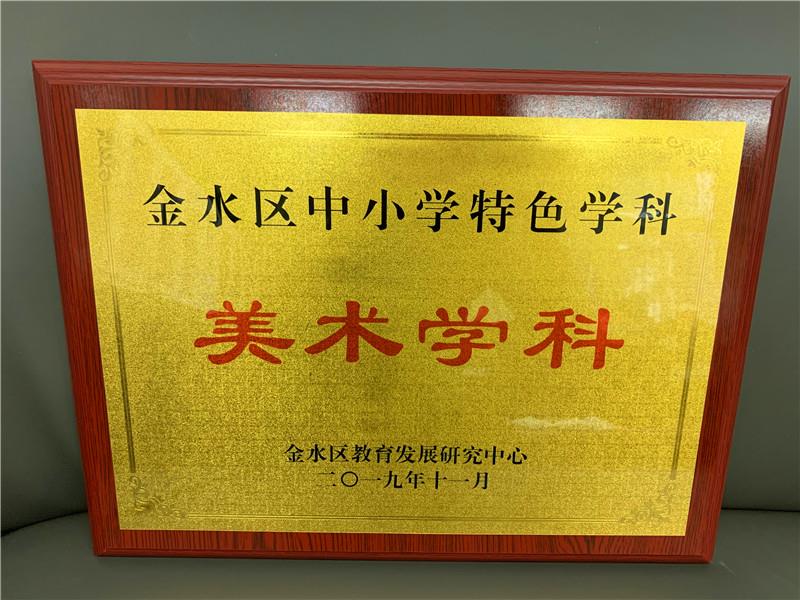 金水区中小学特色学科
美术学科
金水区教育发展研究中心
二〇一九年十一月